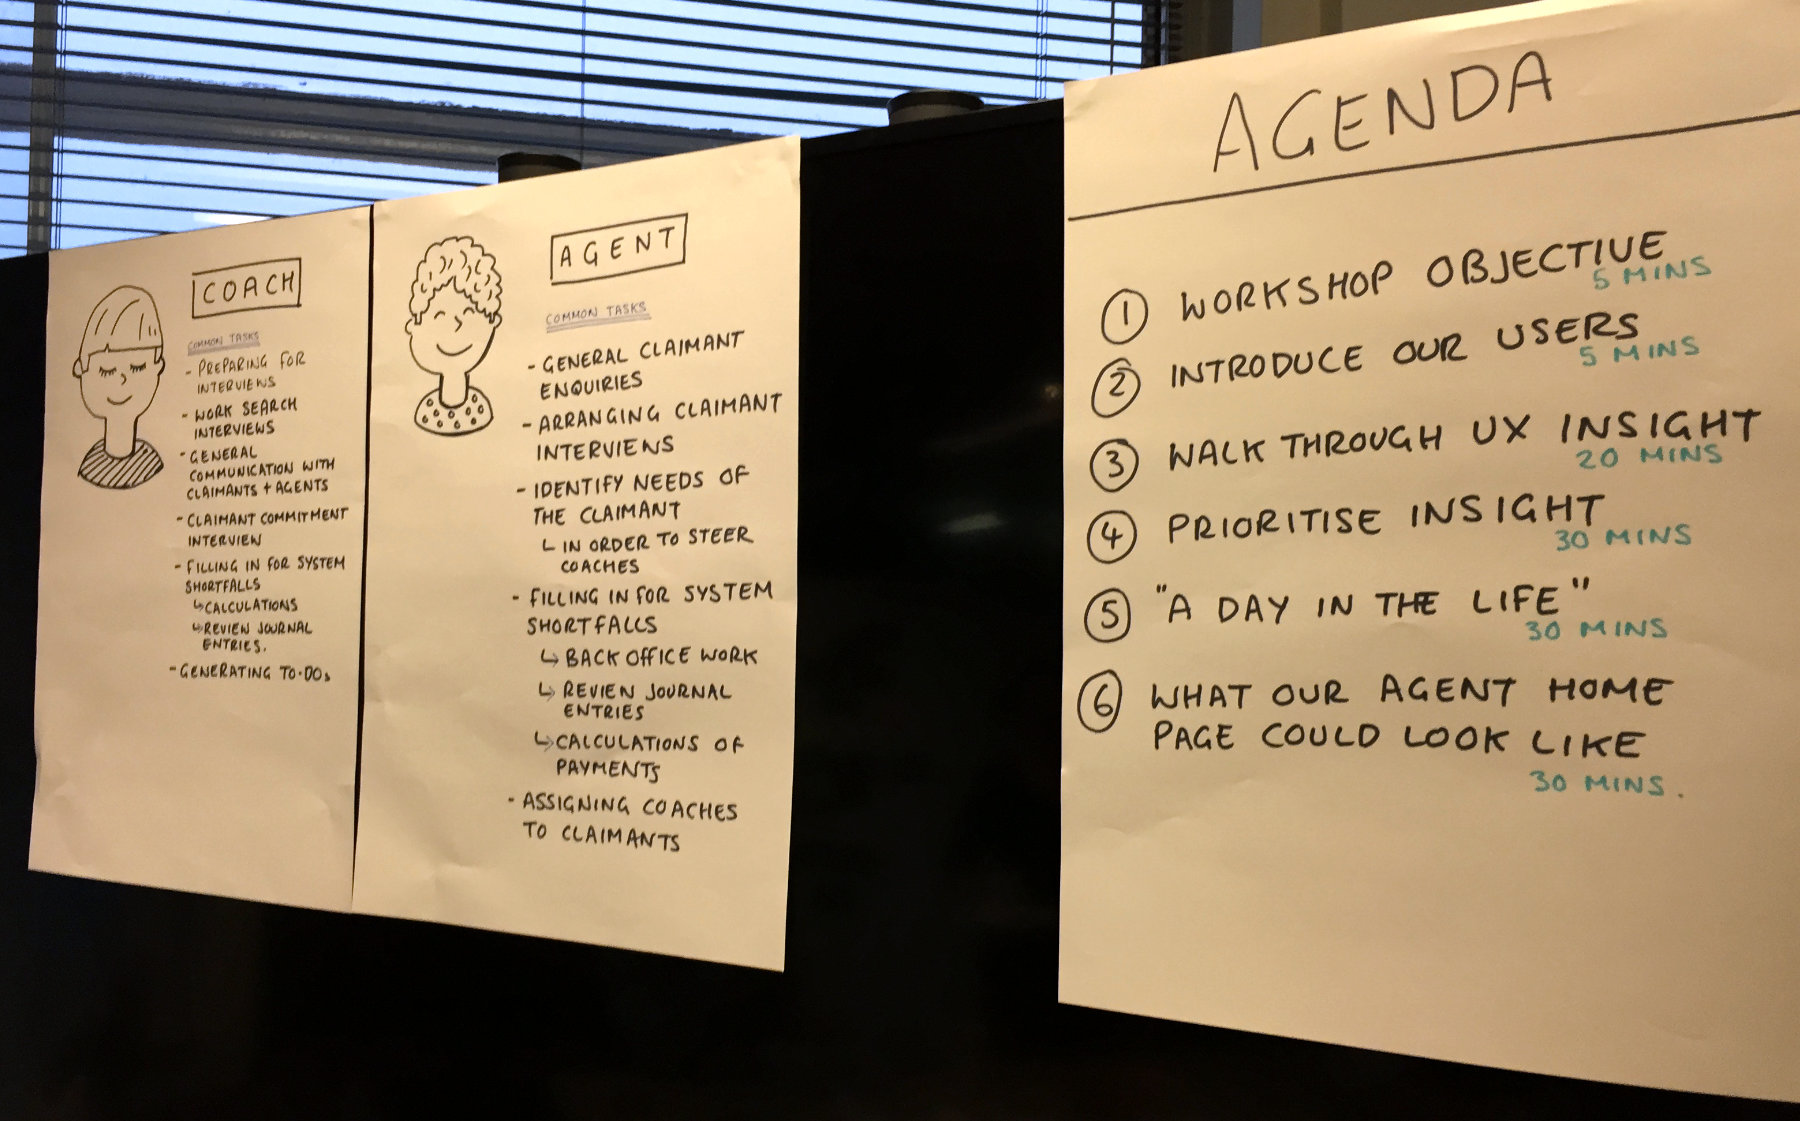 COACH
COMMON TASKS
- PREPARING FOR
INTERVIEWS
- WORK SEARCH
INTERVIEWS
- GENERAL
COMMUNICATION WITH
CLAIMANTS + AGENTS
- CLAIMANT COMMITMENT
INTERVIEW
- FILLING IN FOR SYSTEM
SHORTFALLS
↳ CALCULATIONS
↳ REVIEW JOURNAL
ENTRIES.
- GENERATING TO-DOs
AGENT
COMMON TASKS
- GENERAL CLAIMANT
ENQUIRIES
- ARRANGING CLAIMANT
INTERVIEWS
- IDENTIFY NEEDS OF
THE CLAIMANT
↳ IN ORDER TO STEER
COACHES
- FILLING IN FOR SYSTEM
SHORTFALLS
↳ BACK OFFICE WORK
↳ REVIEW JOURNAL
ENTRIES
↳ CALCULATIONS OF
PAYMENTS
- ASSIGNING COACHES
TO CLAIMANTS
AGENDA
1 WORKSHOP OBJECTIVE
5 MINS
2 INTRODUCE OUR USERS
5 MINS
3 WALK THROUGH UX INSIGHT
20 MINS
4 PRIORITISE INSIGHT
30 MINS
5 "A DAY IN THE LIFE"
30 MINS
6 WHAT OUR AGENT HOME
PAGE COULD LOOK LIKE
30 MINS.